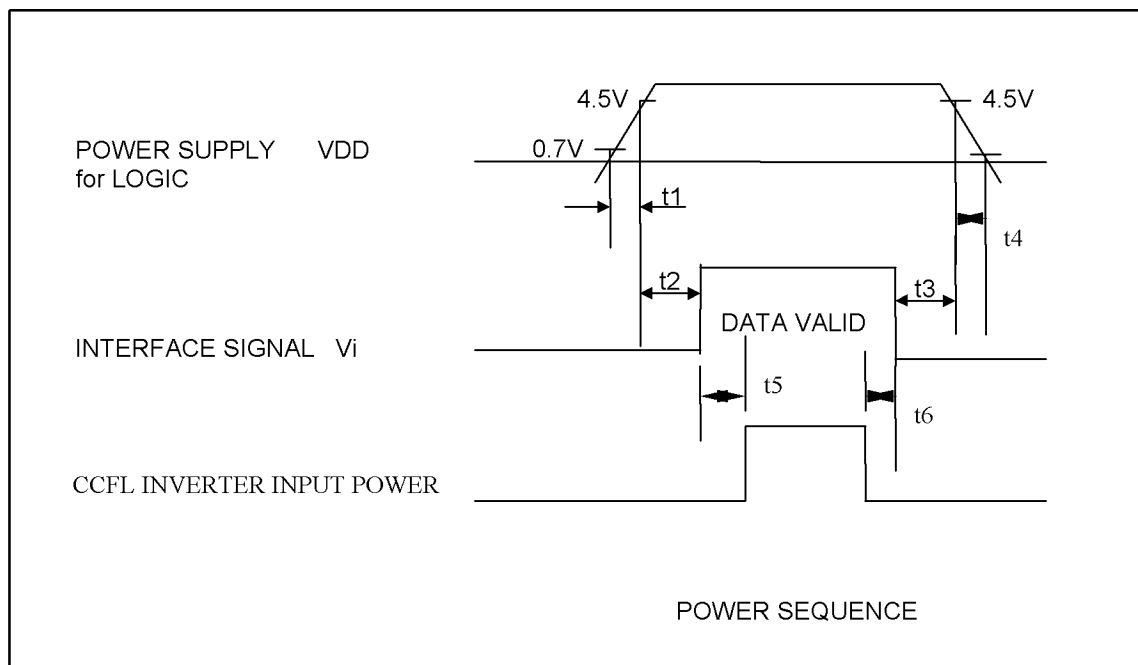 4.5V
4.5V
POWER SUPPLY VDD
for LOGIC
0.7V
t1
t4
t2
t3
DATA VALID
INTERFACE SIGNAL Vi
t5
t6
CCFL INVERTER INPUT POWER
POWER SEQUENCE